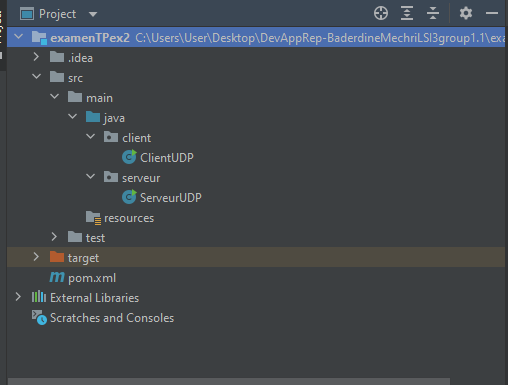 Project
examenTPex2 C:\Users\User\Desktop\DevAppRep-BaderdineMechriLSI3group1.1\exa
.idea
src
main
java
client
ClientUDP
serveur
ServeurUDP
resources
test
target
m pom.xml
External Libraries
Scratches and Consoles